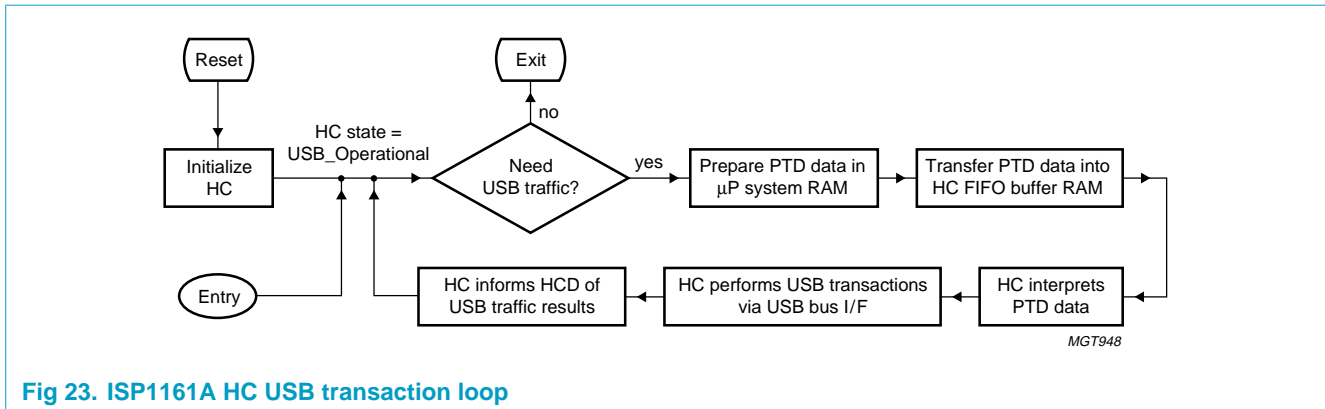 Reset
Exit
no
HC state =
USB_Operational
Initialize
HC
Need
USB traffic?
yes
Prepare PTD data in
μP system RAM
Transfer PTD data into
HC FIFO buffer RAM
Entry
HC informs HCD of
USB traffic results
HC performs USB transactions
via USB bus I/F
HC interprets
PTD data
MGT948
Fig 23. ISP1161A HC USB transaction loop